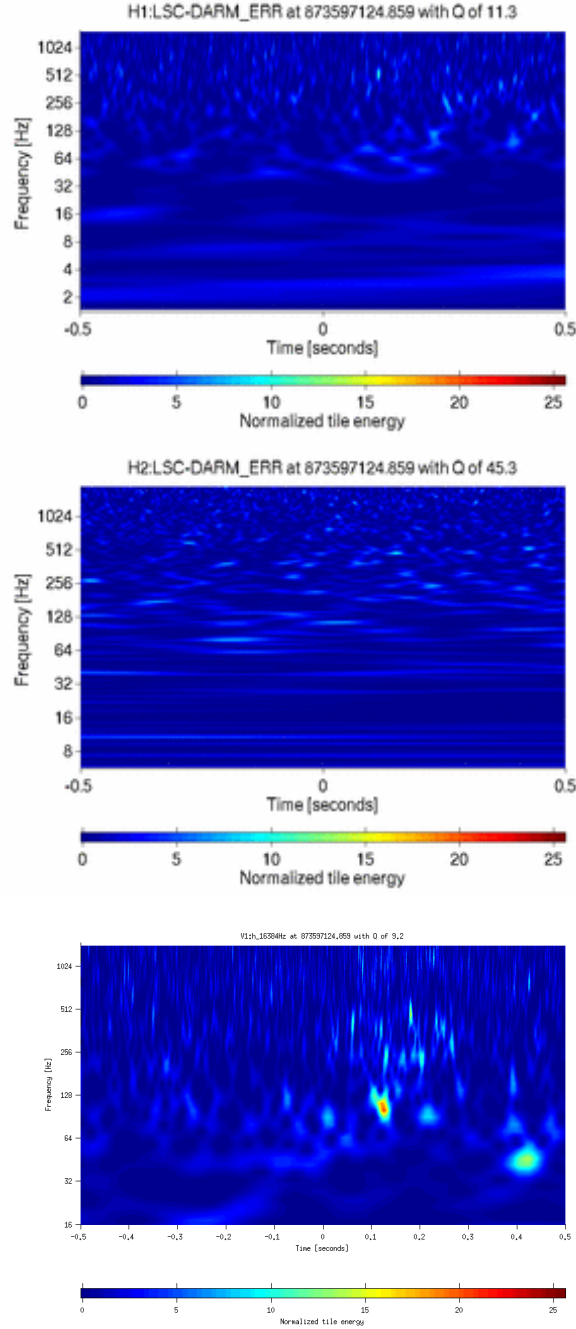 H1:LSC-DARM_ERR at 873597124.859 with Q of 11.3
1024
512
256
128
64
32
16
8
4
2
Frequency [Hz]
-0.5 0 0.5
Time [seconds]
0 5 10 15 20 25
Normalized tile energy
H2:LSC-DARM_ERR at 873597124.859 with Q of 45.3
1024
512
256
128
64
32
16
8
Frequency [Hz]
-0.5 0 0.5
Time [seconds]
0 5 10 15 20 25
Normalized tile energy
V1:h_16384Hz at 873597124.859 with Q of 9.2
1024
512
256
128
64
32
16
Frequency [Hz]
-0.5 -0.4 -0.3 -0.2 -0.1 0 0.1 0.2 0.3 0.4 0.5
Time [seconds]
0 5 10 15 20 25
Normalized tile energy